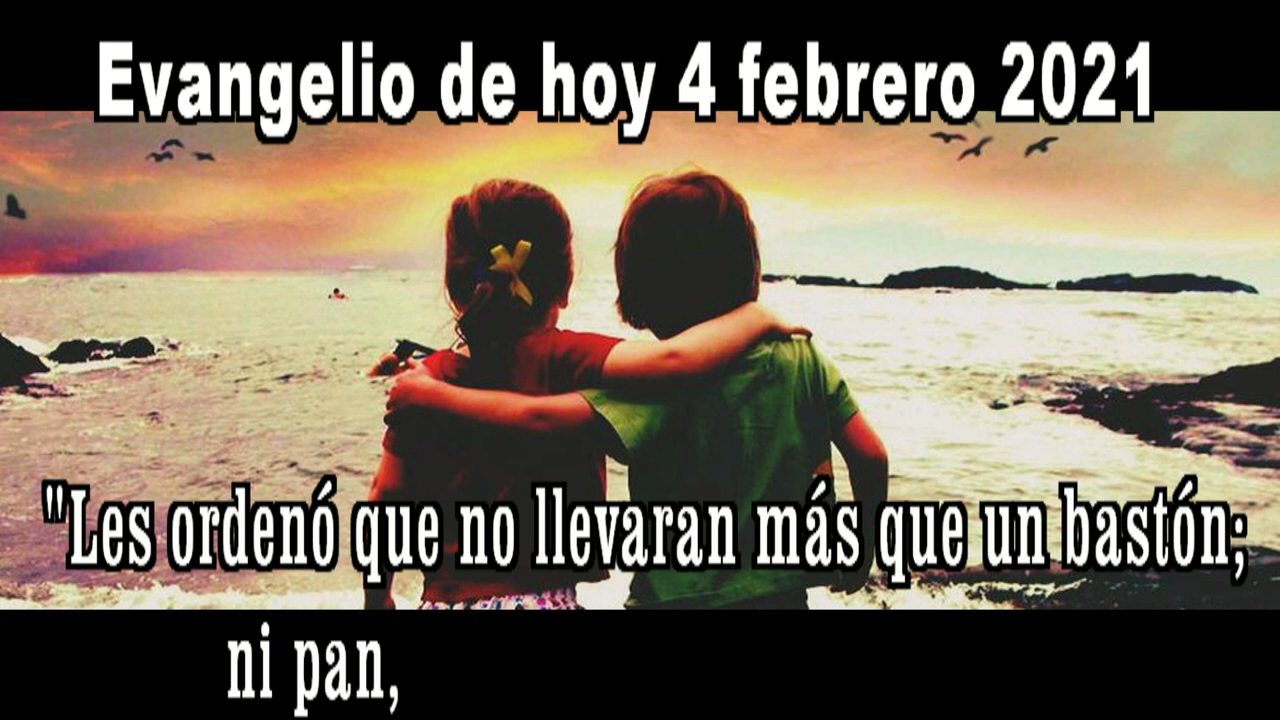 Evangelio de hoy 4 febrero 2021
"Les ordenó que no llevaran más que un bastón;
ni pan,